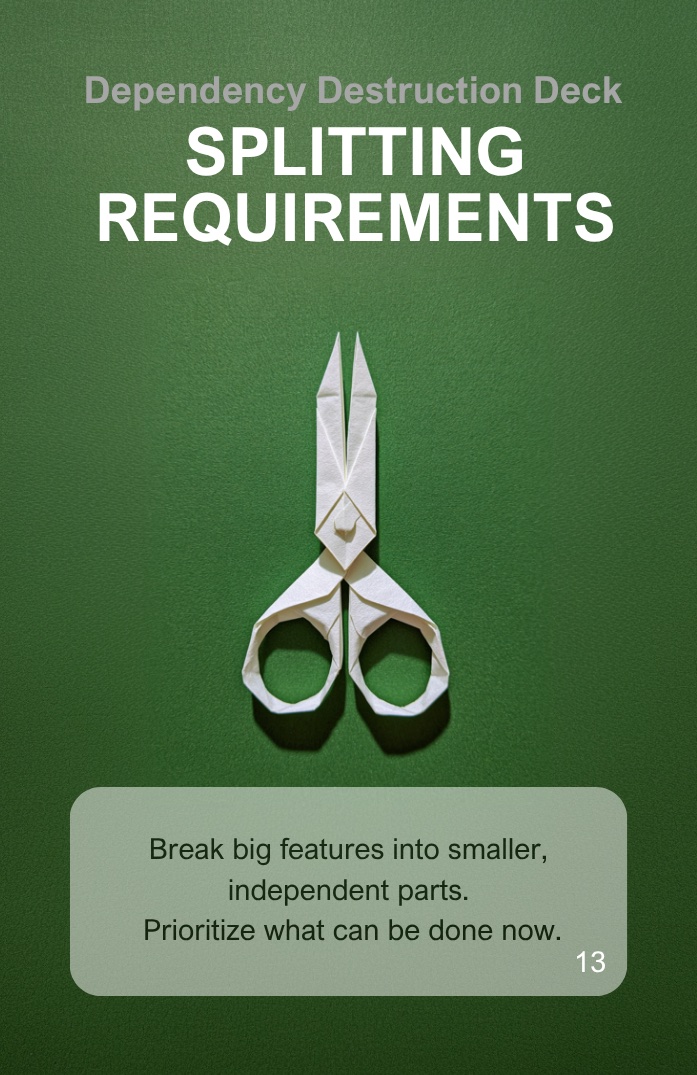 Dependency Destruction Deck
SPLITTING
REQUIREMENTS
Break big features into smaller,
independent parts.
Prioritize what can be done now.
13